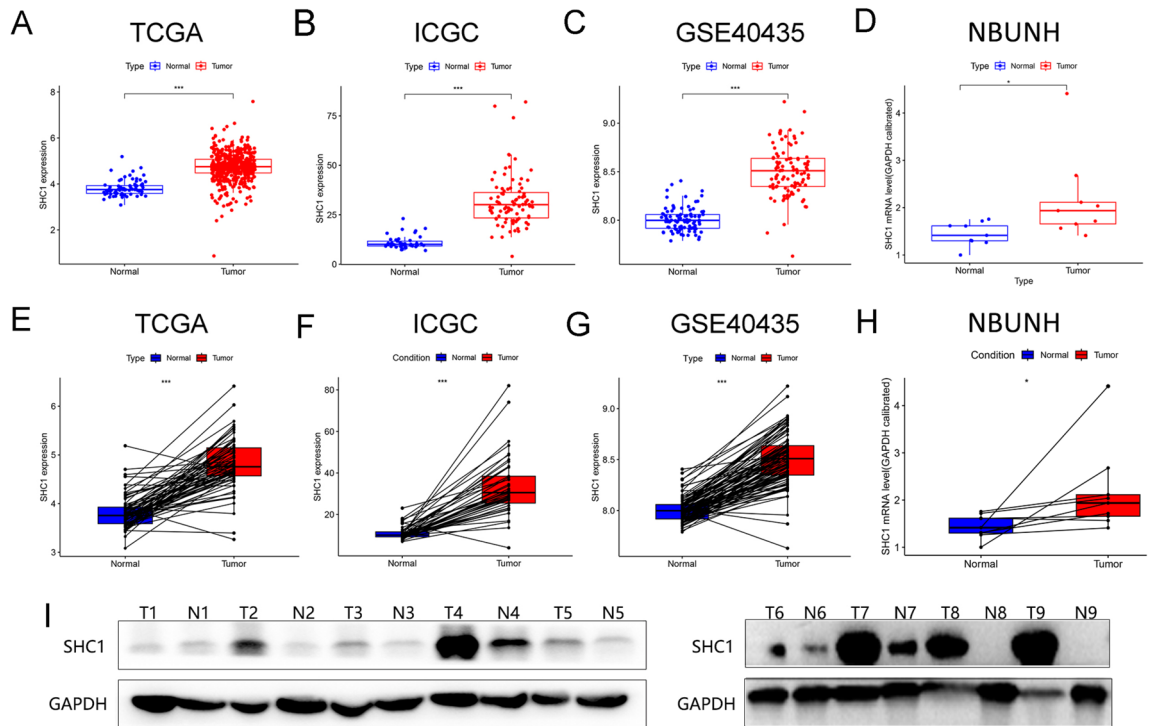 A
TCGA
Type Normal Tumor
***
SHC1 expression
8
6
4
2
Normal
Tumor
B
ICGC
Type Normal Tumor
***
SHC1 expression
75
50
25
0
Normal
Tumor
C
GSE40435
Type Normal Tumor
***
SHC1 expression
9.0
8.5
8.0
Normal
Tumor
D
NBUNH
Type Normal Tumor
*
SHC1 mRNA level(GAPDH calibrated)
4
3
2
1
Normal
Tumor
Type
E
TCGA
Type Normal Tumor
***
SHC1 expression
6
5
4
3
Normal
Tumor
F
ICGC
Condition Normal Tumor
***
SHC1 expression
80
60
40
20
Normal
Tumor
G
GSE40435
Type Normal Tumor
***
SHC1 expression
9.0
8.5
8.0
Normal
Tumor
H
NBUNH
Condition Normal Tumor
*
SHC1 mRNA level(GAPDH calibrated)
4
3
2
1
Normal
Tumor
I
T1 N1 T2 N2 T3 N3 T4 N4 T5 N5
SHC1
GAPDH
T6 N6 T7 N7 T8 N8 T9 N9
SHC1
GAPDH